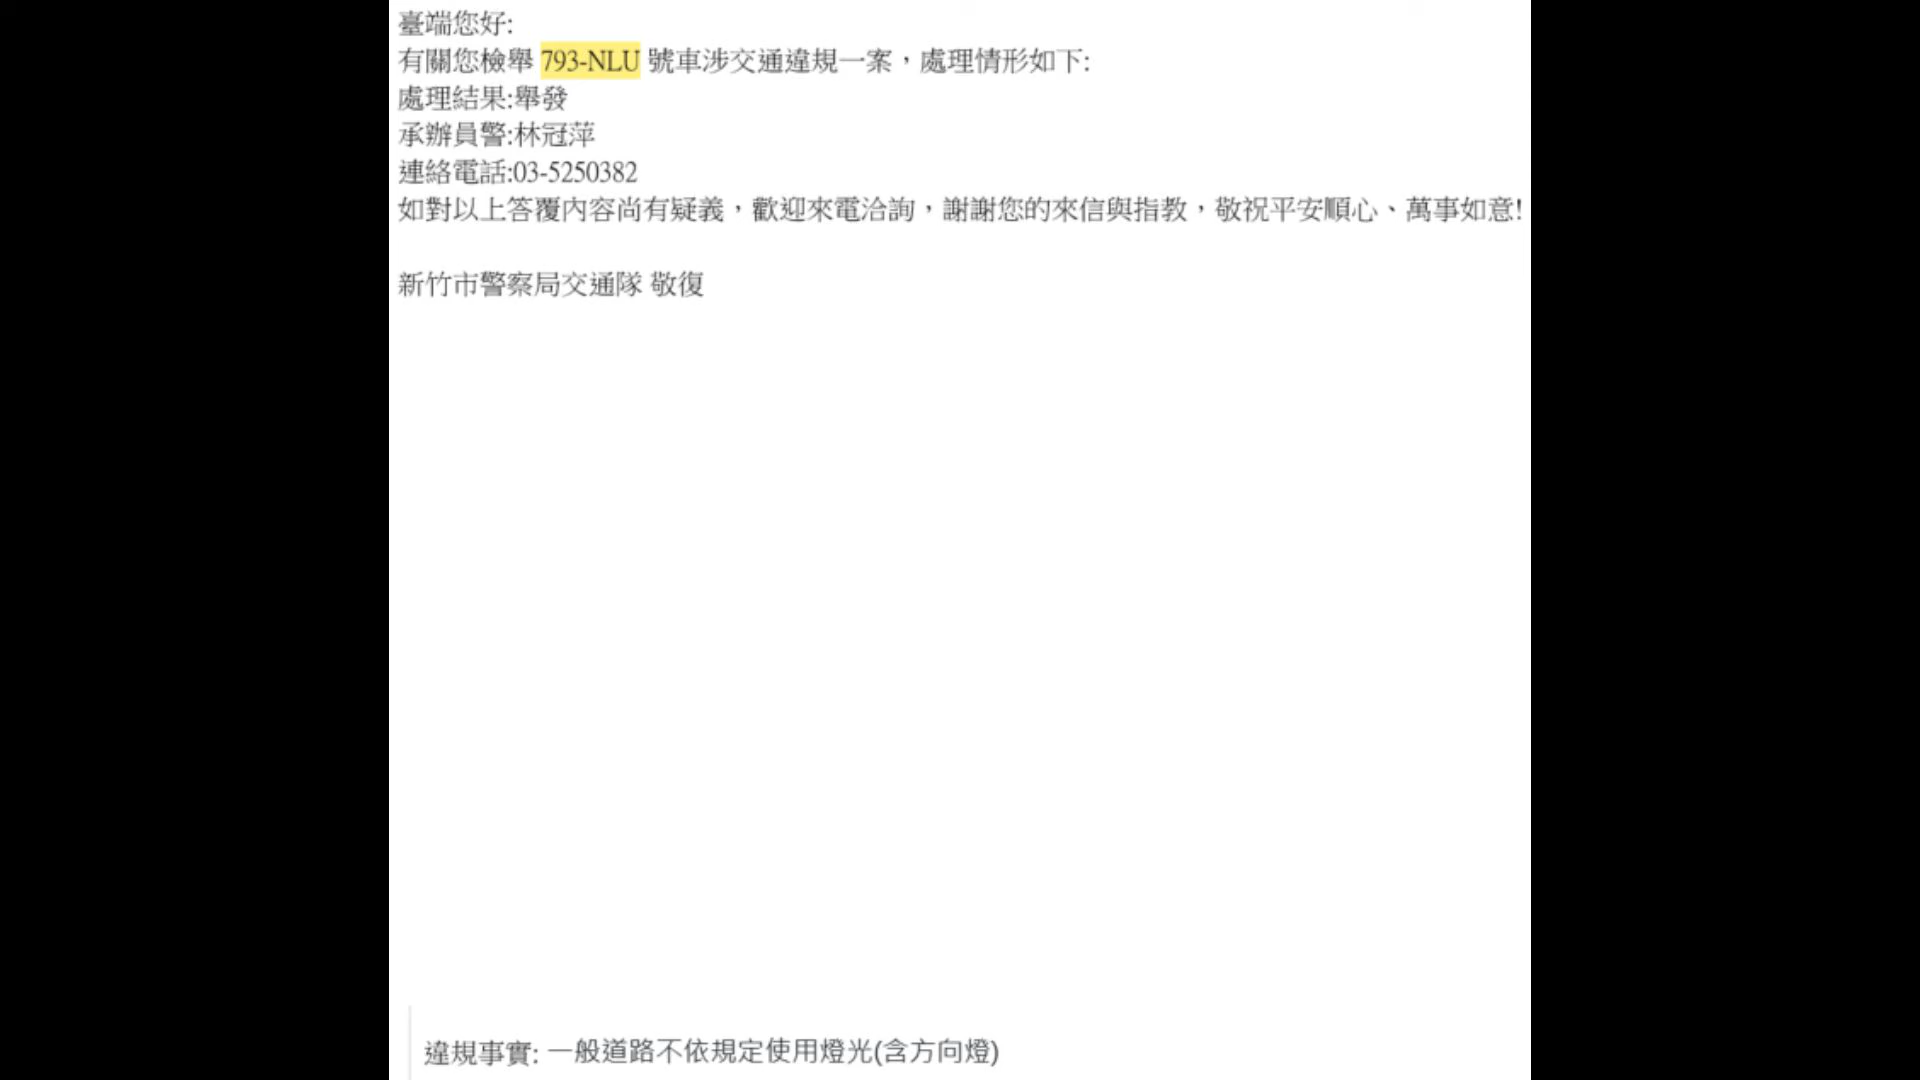 臺端您好:
有關您檢舉 793-NLU 號車涉交通違規一案，處理情形如下:
處理結果:舉發
承辦員警:林冠萍
連絡電話:03-5250382
如對以上答覆內容尚有疑義，歡迎來電洽詢，謝謝您的來信與指教，敬祝平安順心、萬事如意!
新竹市警察局交通隊 敬復
違規事實: 一般道路不依規定使用燈光(含方向燈)